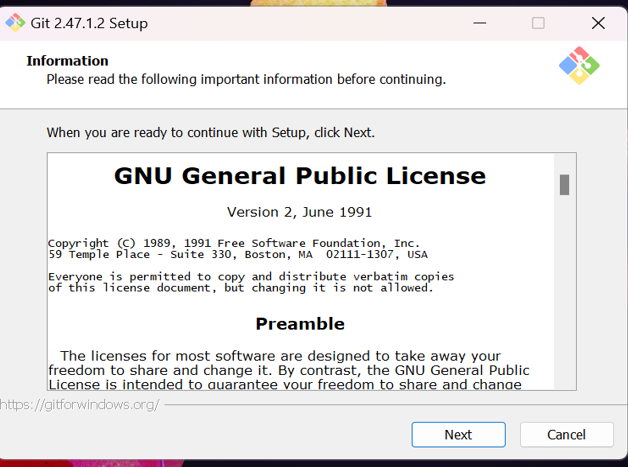 Git 2.47.1.2 Setup
Information
Please read the following important information before continuing.
When you are ready to continue with Setup, click Next.
GNU General Public License
Version 2, June 1991
Copyright (C) 1989, 1991 Free Software Foundation, Inc.
59 Temple Place - Suite 330, Boston, MA  02111-1307, USA
Everyone is permitted to copy and distribute verbatim copies
of this license document, but changing it is not allowed.
Preamble
The licenses for most software are designed to take away your
freedom to share and change it. By contrast, the GNU General Public
License is intended to guarantee your freedom to share and change
https://gitforwindows.org/
Next
Cancel